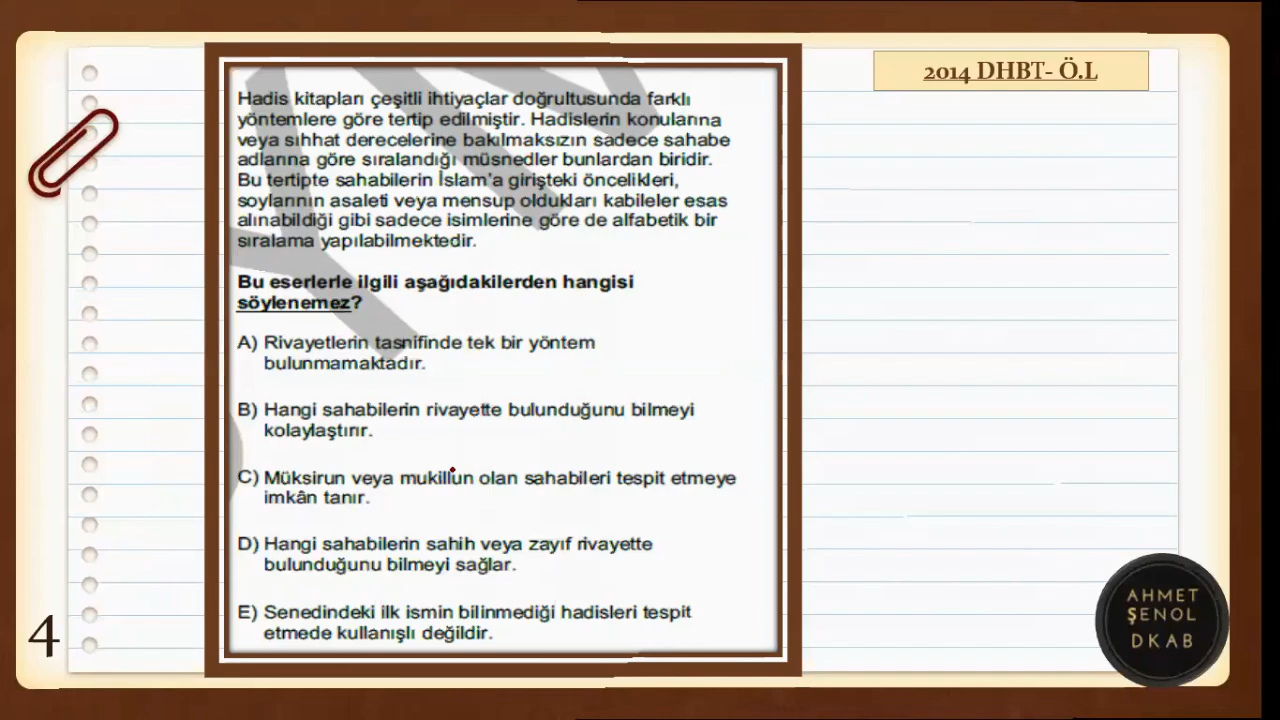 2014 DHBT- Ö.L
Hadis kitapları çeşitli ihtiyaçlar doğrultusunda farklı
yöntemlere göre tertip edilmiştir. Hadislerin konularına
veya sıhhat derecelerine bakılmaksızın sadece sahabe
adlarına göre sıralandığı müsnedler bunlardan biridir.
Bu tertipte sahabilerin İslam'a girişteki öncelikleri,
soylarının asaleti veya mensup oldukları kabileler esas
alınabildiği gibi sadece isimlerine göre de alfabetik bir
sıralama yapılabilmektedir.
Bu eserlerle ilgili aşağıdakilerden hangisi
söylenemez?
A) Rivayetlerin tasnifinde tek bir yöntem
bulunmamaktadır.
B) Hangi sahabilerin rivayette bulunduğunu bilmeyi
kolaylaştırır.
C) Müksirun veya mukillun olan sahabileri tespit etmeye
imkân tanır.
D) Hangi sahabilerin sahih veya zayıf rivayette
bulunduğunu bilmeyi sağlar.
E) Senedindeki ilk ismin bilinmediği hadisleri tespit
etmede kullanışlı değildir.
4
AHMET
ŞENOL
DKAB